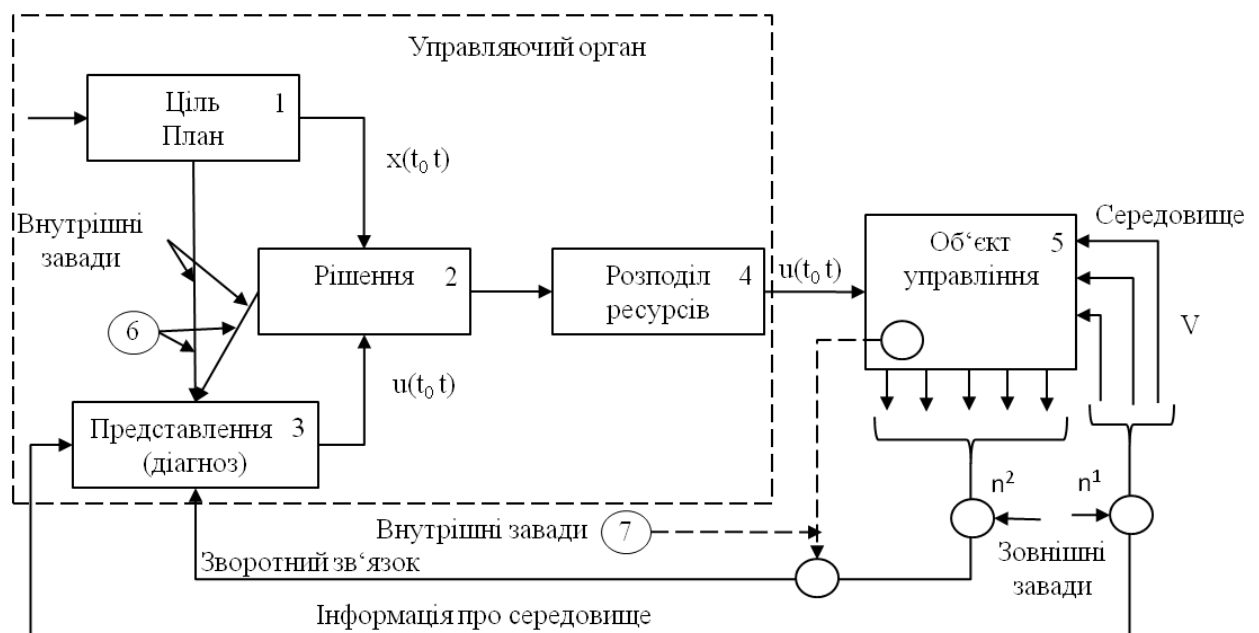 Управляючий орган
Ціль 1
План
x(t₀ t)
Внутрішні
завади
Середовище
Рішення 2
Розподіл 4
ресурсів
u(t₀ t)
Об‘єкт 5
управління
V
6
u(t₀ t)
Представлення 3
(діагноз)
n² n¹
Внутрішні завади 7
Зовнішні
завади
Зворотний зв‘язок
Інформація про середовище